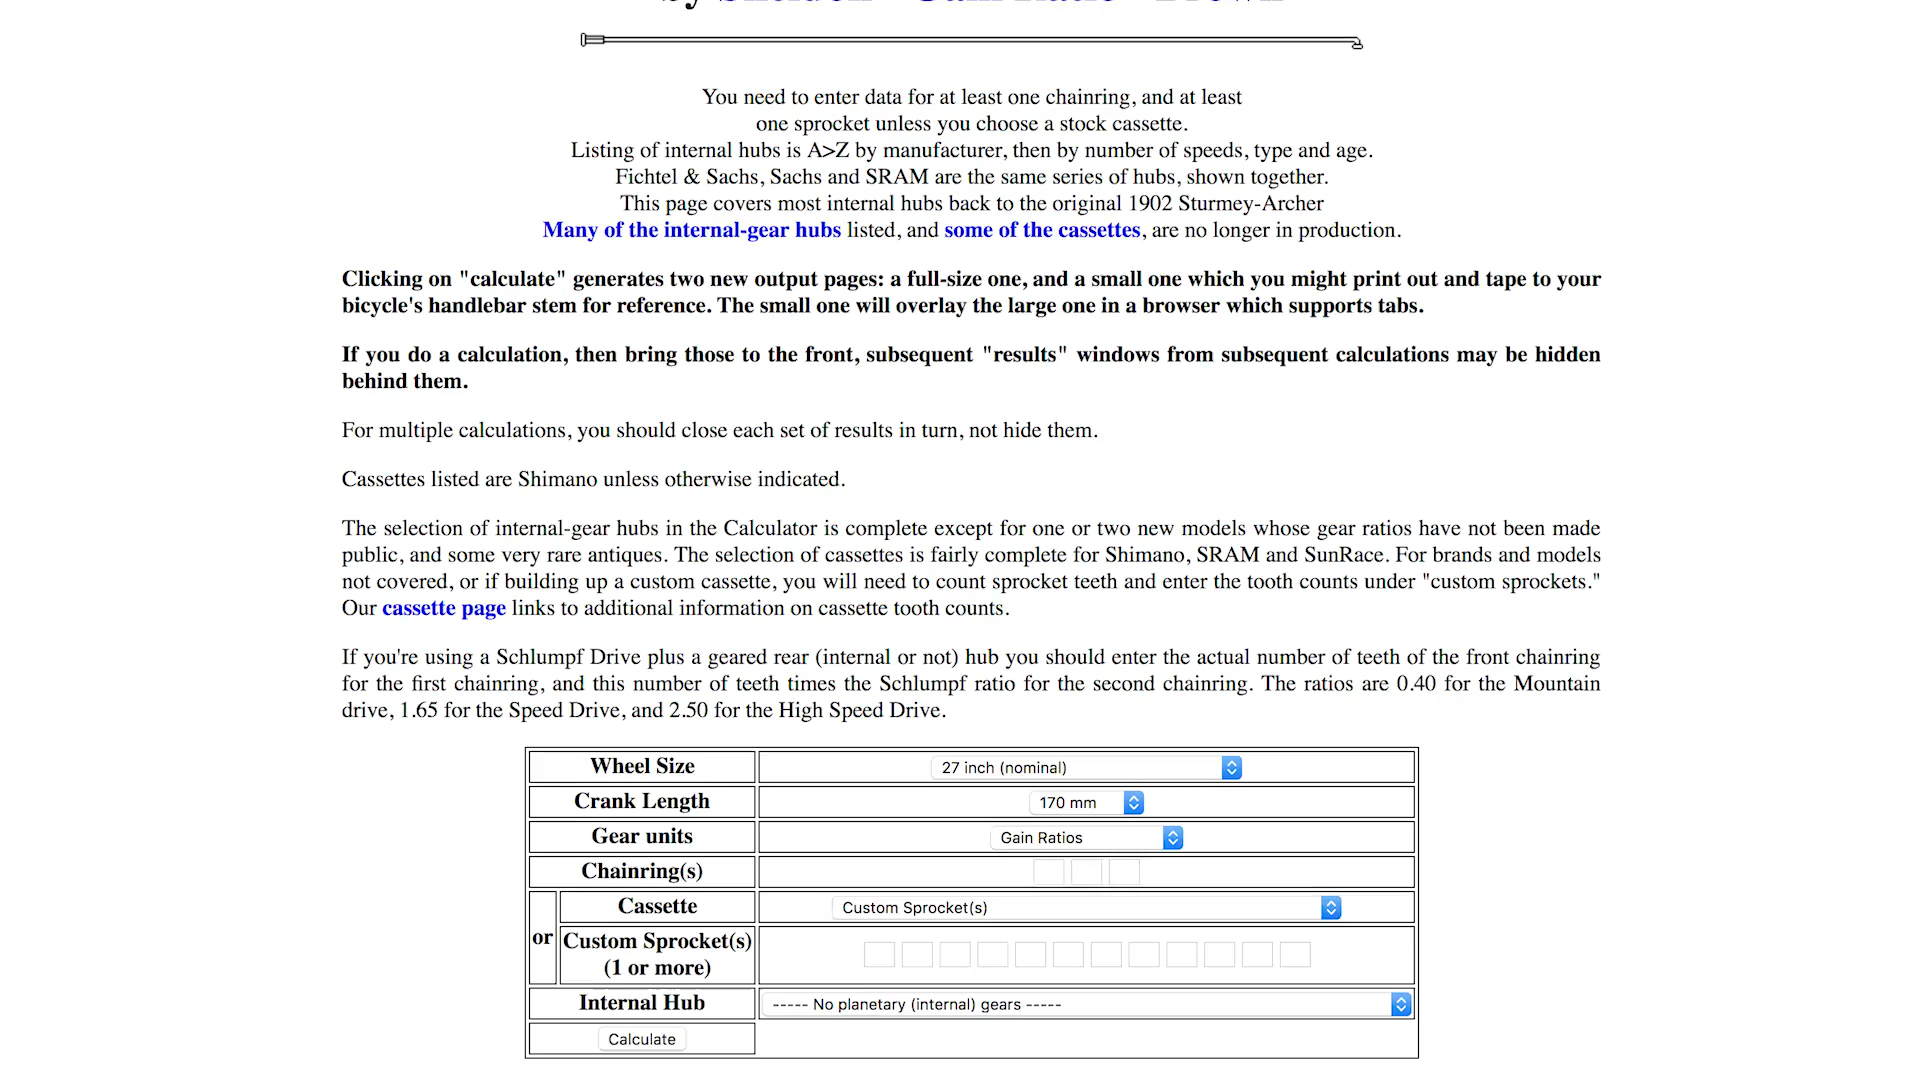 You need to enter data for at least one chainring, and at least
one sprocket unless you choose a stock cassette.
Listing of internal hubs is A>Z by manufacturer, then by number of speeds, type and age.
Fichtel & Sachs, Sachs and SRAM are the same series of hubs, shown together.
This page covers most internal hubs back to the original 1902 Sturmey-Archer
Many of the internal-gear hubs listed, and some of the cassettes, are no longer in production.
Clicking on "calculate" generates two new output pages: a full-size one, and a small one which you might print out and tape to your
bicycle's handlebar stem for reference. The small one will overlay the large one in a browser which supports tabs.
If you do a calculation, then bring those to the front, subsequent "results" windows from subsequent calculations may be hidden
behind them.
For multiple calculations, you should close each set of results in turn, not hide them.
Cassettes listed are Shimano unless otherwise indicated.
The selection of internal-gear hubs in the Calculator is complete except for one or two new models whose gear ratios have not been made
public, and some very rare antiques. The selection of cassettes is fairly complete for Shimano, SRAM and SunRace. For brands and models
not covered, or if building up a custom cassette, you will need to count sprocket teeth and enter the tooth counts under "custom sprockets."
Our cassette page links to additional information on cassette tooth counts.
If you're using a Schlumpf Drive plus a geared rear (internal or not) hub you should enter the actual number of teeth of the front chainring
for the first chainring, and this number of teeth times the Schlumpf ratio for the second chainring. The ratios are 0.40 for the Mountain
drive, 1.65 for the Speed Drive, and 2.50 for the High Speed Drive.
Wheel Size 27 inch (nominal)
Crank Length 170 mm
Gear units Gain Ratios
Chainring(s)
Cassette Custom Sprocket(s)
or Custom Sprocket(s)
(1 or more)
Internal Hub ----- No planetary (internal) gears -----
Calculate